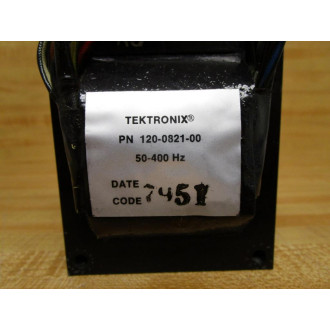 TEKTRONIX®
PN 120-0821-00
50-400 Hz
DATE
CODE 7451